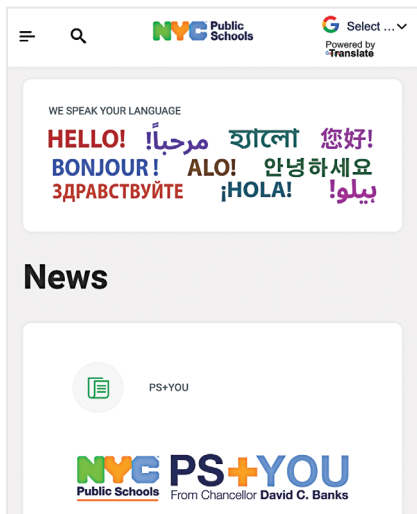 NYC Public Schools
Select ...
Powered by
Translate
WE SPEAK YOUR LANGUAGE
HELLO! مرحباً! হ্যালো 您好!
BONJOUR! ALO! 안녕하세요
ЗДРАВСТВУЙТЕ ¡HOLA! ہیلو!
News
PS+YOU
NYC Public Schools
PS+YOU
From Chancellor David C. Banks